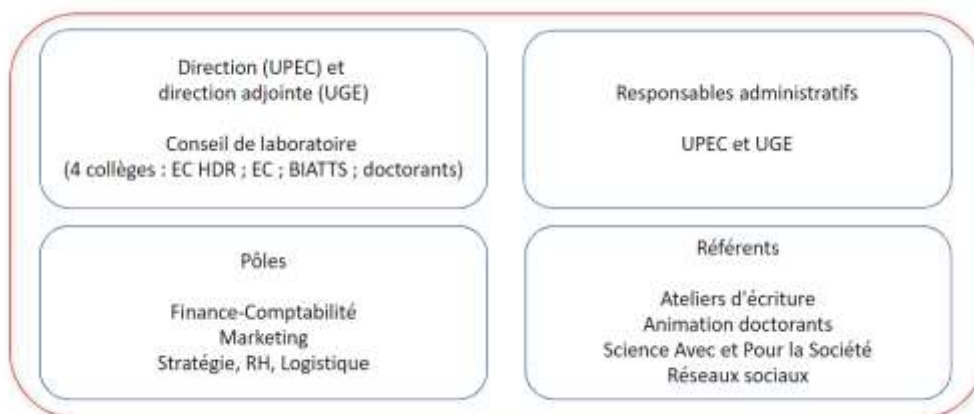 Direction (UPEC) et
direction adjointe (UGE)
Conseil de laboratoire
(4 collèges : EC HDR ; EC ; BIATTS ; doctorants)
Responsables administratifs
UPEC et UGE
Pôles
Finance-Comptabilité
Marketing
Stratégie, RH, Logistique
Référents
Ateliers d'écriture
Animation doctorants
Science Avec et Pour la Société
Réseaux sociaux